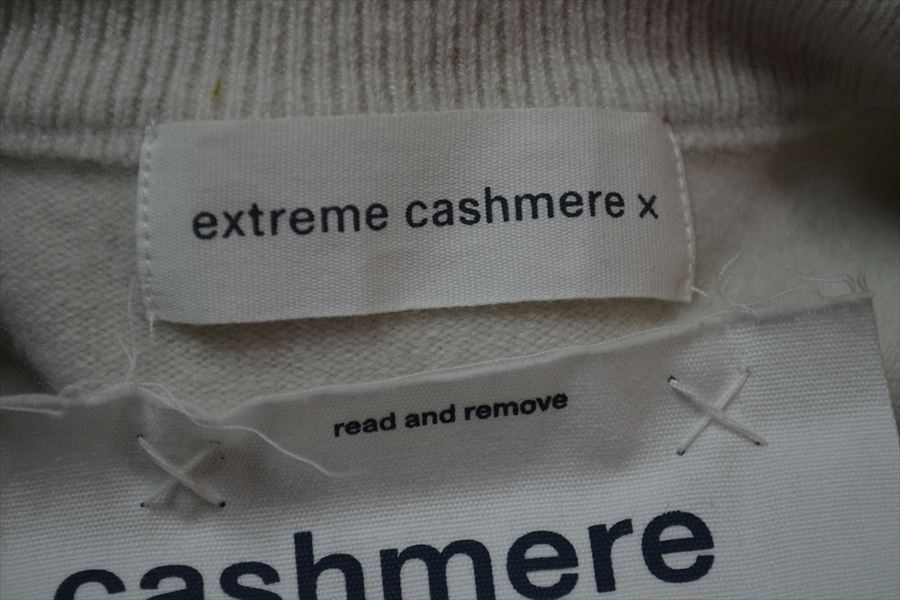 extreme cashmere x
read and remove
cashmere